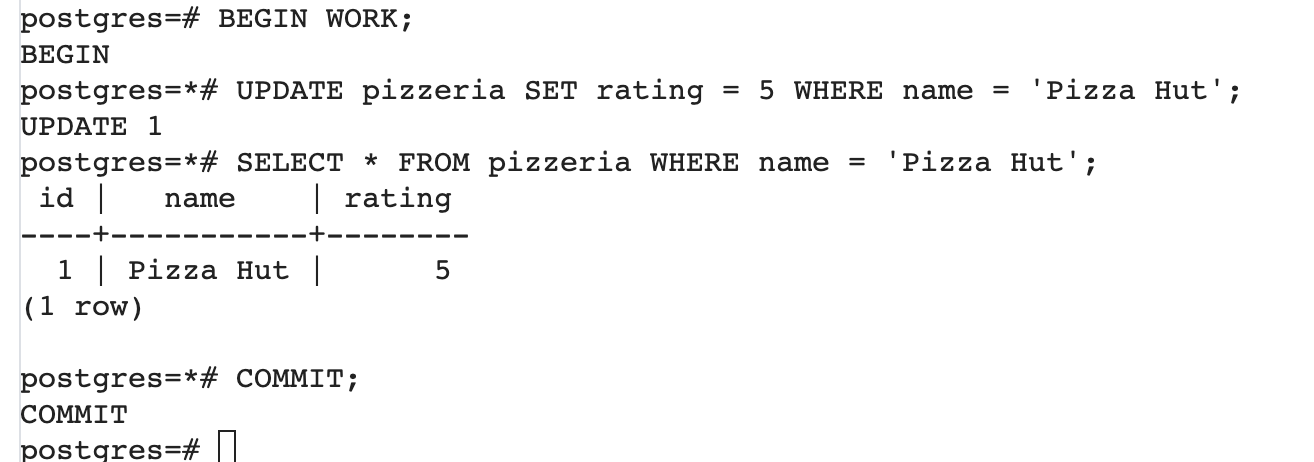 postgres=# BEGIN WORK;
BEGIN
postgres=*# UPDATE pizzeria SET rating = 5 WHERE name = 'Pizza Hut';
UPDATE 1
postgres=*# SELECT * FROM pizzeria WHERE name = 'Pizza Hut';
 id |   name    | rating
----+-----------+--------
  1 | Pizza Hut |      5
(1 row)

postgres=*# COMMIT;
COMMIT
postgres=#